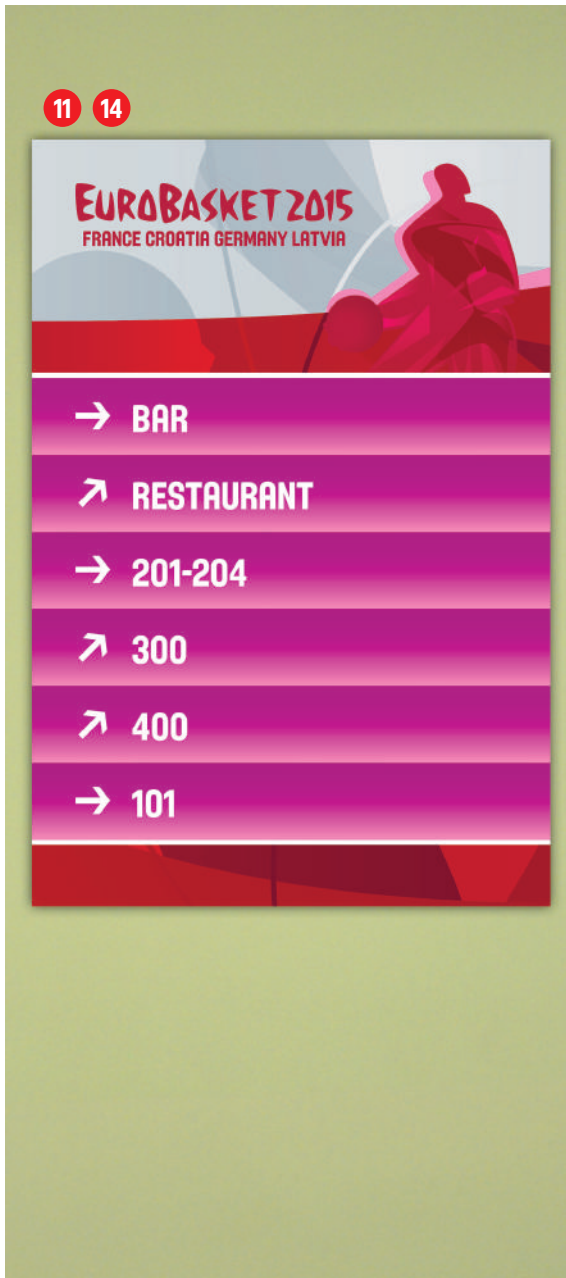 11 14
EUROBASKET 2015
FRANCE CROATIA GERMANY LATVIA
→ BAR
↗ RESTAURANT
→ 201-204
↗ 300
↗ 400
→ 101